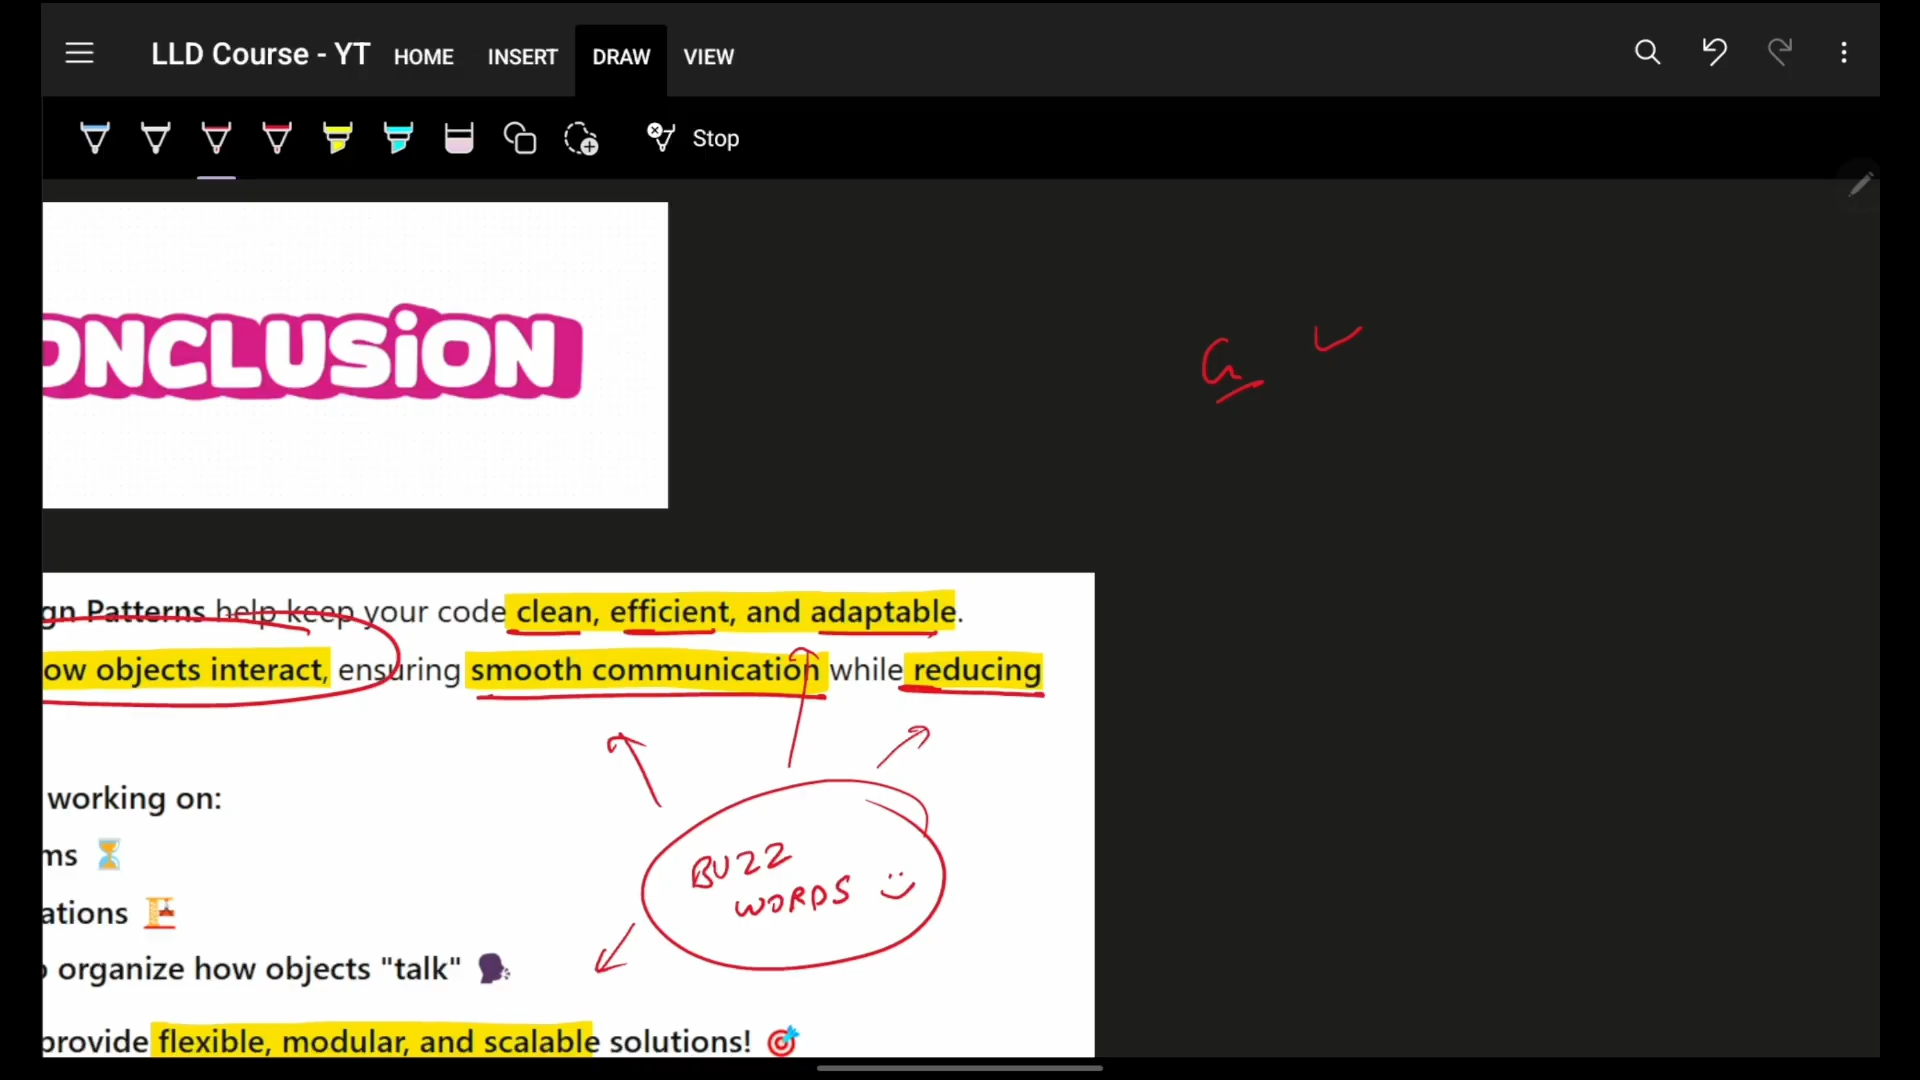 LLD Course - YT HOME INSERT DRAW VIEW
Stop
ONCLUSiON
G
gn Patterns help keep your code clean, efficient, and adaptable.
ow objects interact, ensuring smooth communication while reducing
working on:
ms
ations
organize how objects "talk"
provide flexible, modular, and scalable solutions!
BUZZ
WORDS